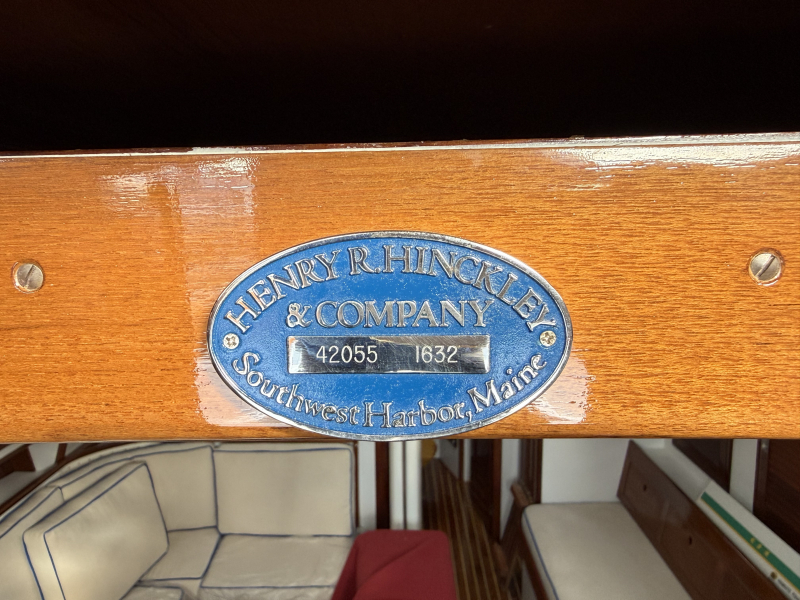 HENRY R. HINCKLEY
& COMPANY
42055 1632
Southwest Harbor, Maine